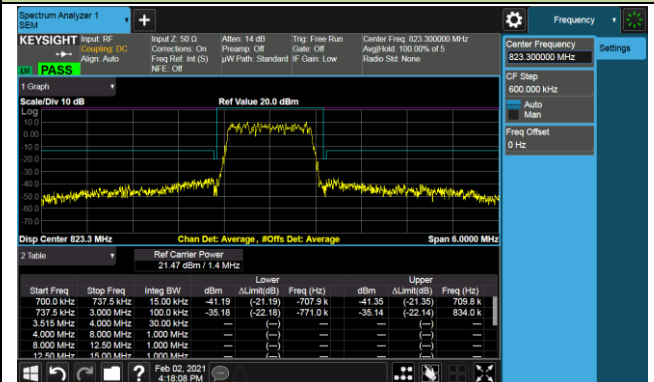 Spectrum Analyzer 1
SEM
+
Frequency
KEYSIGHT Input: RF
Coupling: DC
Align: Auto
Input Z: 50 Ω
Corrections: On
Freq Ref: Int (S)
NFE: Off
Atten: 14 dB
Preamp: Off
µW Path: Standard
Trig: Free Run
Gate: Off
IF Gain: Low
Center Freq: 823.300000 MHz
Avg|Hold: 100.00% of 5
Radio Std: None
PASS
Center Frequency
823.300000 MHz
Settings
CF Step
600.000 kHz
Auto
Man
Freq Offset
0 Hz
1 Graph
Scale/Div 10 dB
Ref Value 20.0 dBm
Log
10.0
0.00
-10.0
-20.0
-30.0
-40.0
-50.0
-60.0
-70.0
Disp Center 823.3 MHz
Chan Det: Average, #Offs Det: Average
Span 6.0000 MHz
2 Table
Ref Carrier Power
21.47 dBm / 1.4 MHz
Lower Upper
Start Freq Stop Freq Integ BW dBm ΔLimit(dB) Freq (Hz) dBm ΔLimit(dB) Freq (Hz)
700.0 kHz 737.5 kHz 15.00 kHz -41.19 (-21.19) -707.9 k -41.35 (-21.35) 709.8 k
737.5 kHz 3.000 MHz 100.0 kHz -35.18 (-22.18) -771.0 k -35.14 (-22.14) 834.0 k
3.515 MHz 4.000 MHz 30.00 kHz --- (---) --- --- (---) ---
4.000 MHz 8.000 MHz 1.000 MHz --- (---) --- --- (---) ---
8.000 MHz 12.50 MHz 1.000 MHz --- (---) --- --- (---) ---
12.50 MHz 15.00 MHz 1.000 MHz --- (---) --- --- (---) ---
?
Feb 02, 2021
4:18:08 PM